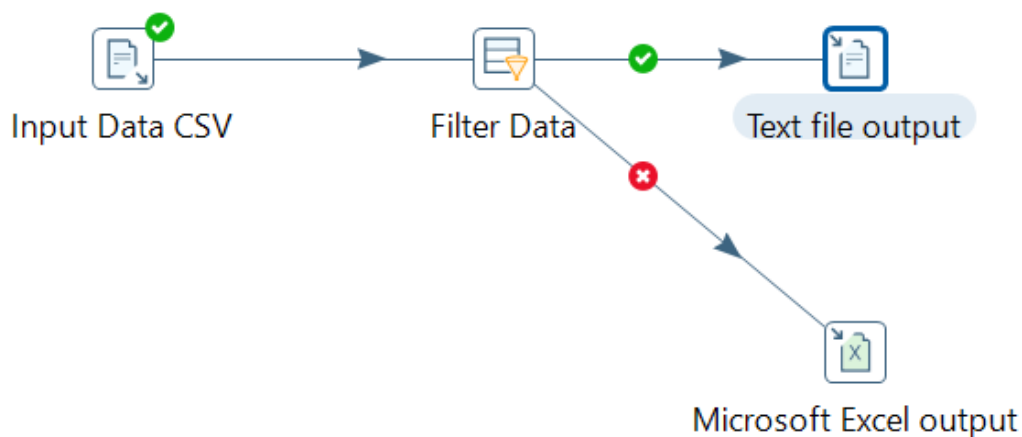 Input Data CSV
Filter Data
Text file output
X
Microsoft Excel output